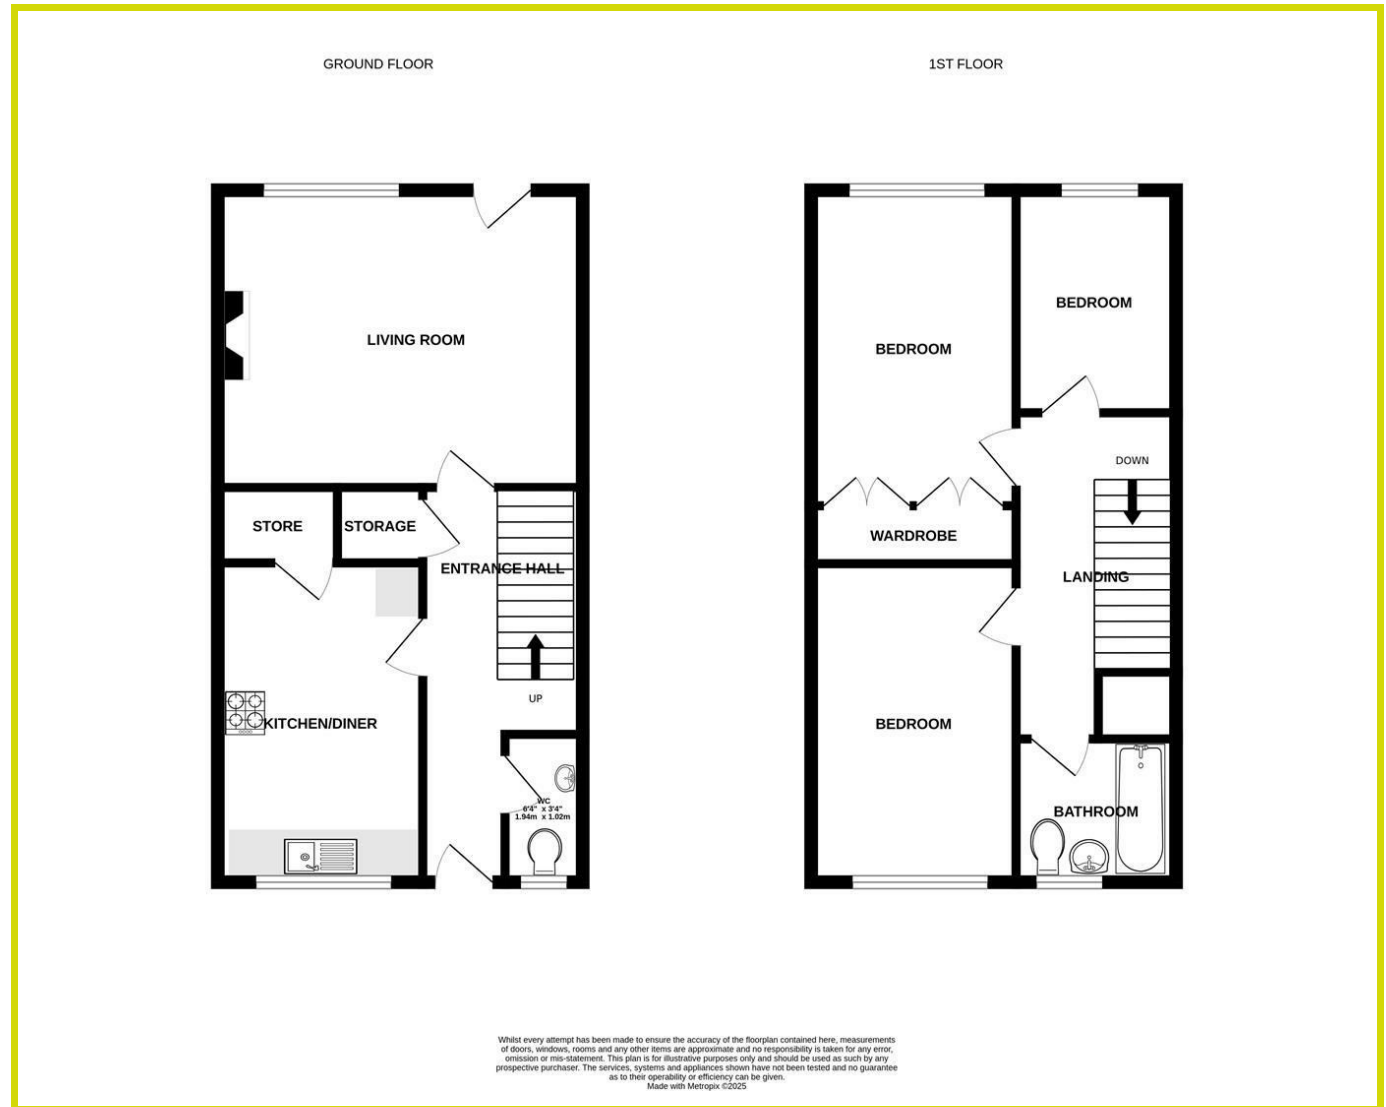 GROUND FLOOR
1ST FLOOR
LIVING ROOM
STORE
STORAGE
ENTRANCE HALL
KITCHEN/DINER
UP
WC
6'4" x 3'4"
1.94m x 1.02m
BEDROOM
BEDROOM
DOWN
WARDROBE
LANDING
BEDROOM
BATHROOM
Whilst every attempt has been made to ensure the accuracy of the floorplan contained here, measurements
of doors, windows, rooms and any other items are approximate and no responsibility is taken for any error,
omission or mis-statement. This plan is for illustrative purposes only and should be used as such by any
prospective purchaser. The services, systems and appliances shown have not been tested and no guarantee
as to their operability or efficiency can be given.
Made with Metropix ©2025